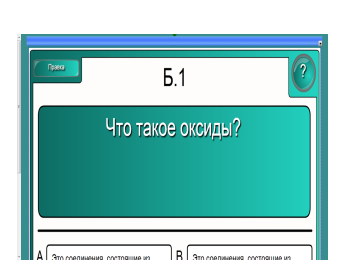 Правка
?
Б.1
Что такое оксиды?
A Это соединения, состоящие из
B Это соединения, состоящие из